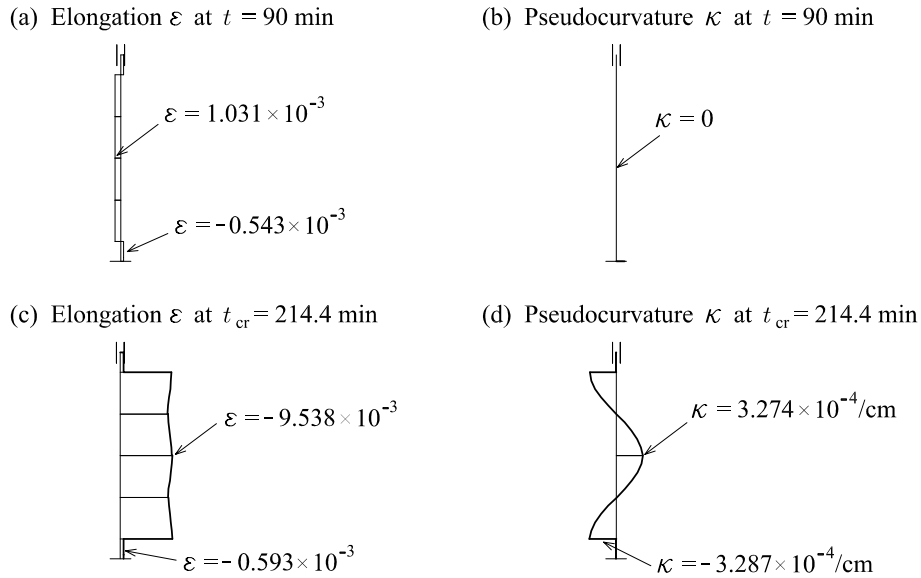 (a) Elongation ε at t = 90 min
(b) Pseudocurvature κ at t = 90 min
ε = 1.031 × 10⁻³
κ = 0
ε = −0.543 × 10⁻³
(c) Elongation ε at t cr = 214.4 min
(d) Pseudocurvature κ at t cr = 214.4 min
ε = −9.538 × 10⁻³
κ = 3.274 × 10⁻⁴/cm
ε = −0.593 × 10⁻³
κ = −3.287 × 10⁻⁴/cm